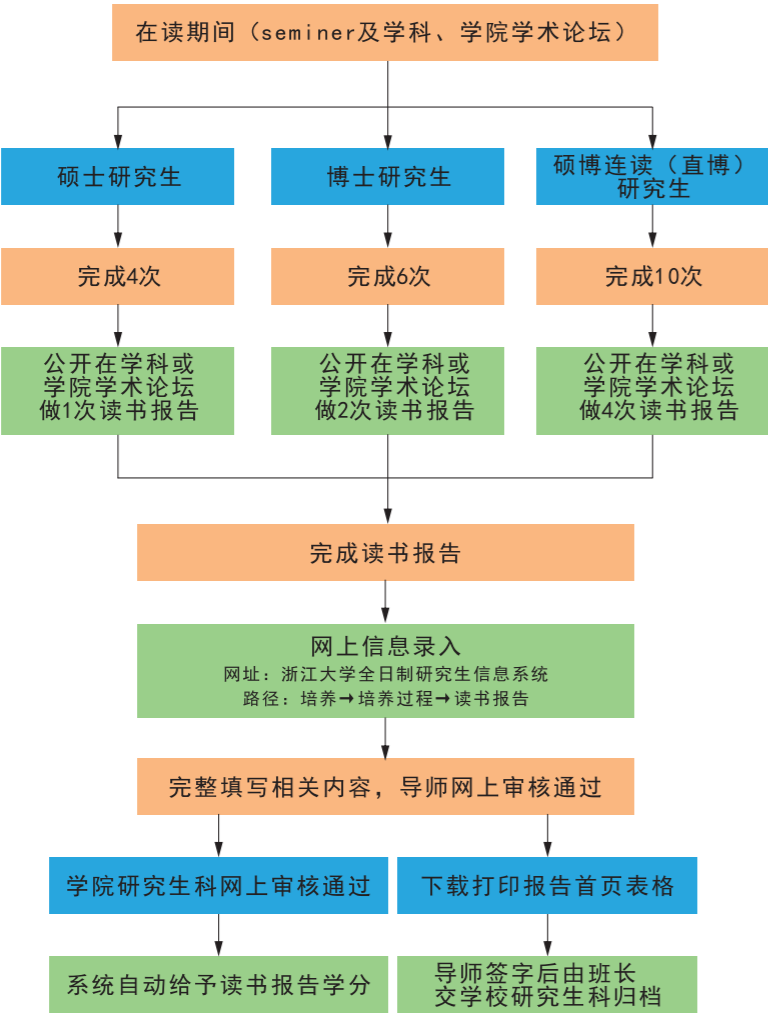 在读期间（seminer及学科、学院学术论坛）
硕士研究生
博士研究生
硕博连读（直博）
研究生
完成4次
完成6次
完成10次
公开在学科或
学院学术论坛
做1次读书报告
公开在学科或
学院学术论坛
做2次读书报告
公开在学科或
学院学术论坛
做4次读书报告
完成读书报告
网上信息录入
网址：浙江大学全日制研究生信息系统
路径：培养→培养过程→读书报告
完整填写相关内容，导师网上审核通过
学院研究生科网上审核通过
下载打印报告首页表格
系统自动给予读书报告学分
导师签字后由班长
交学校研究生科归档